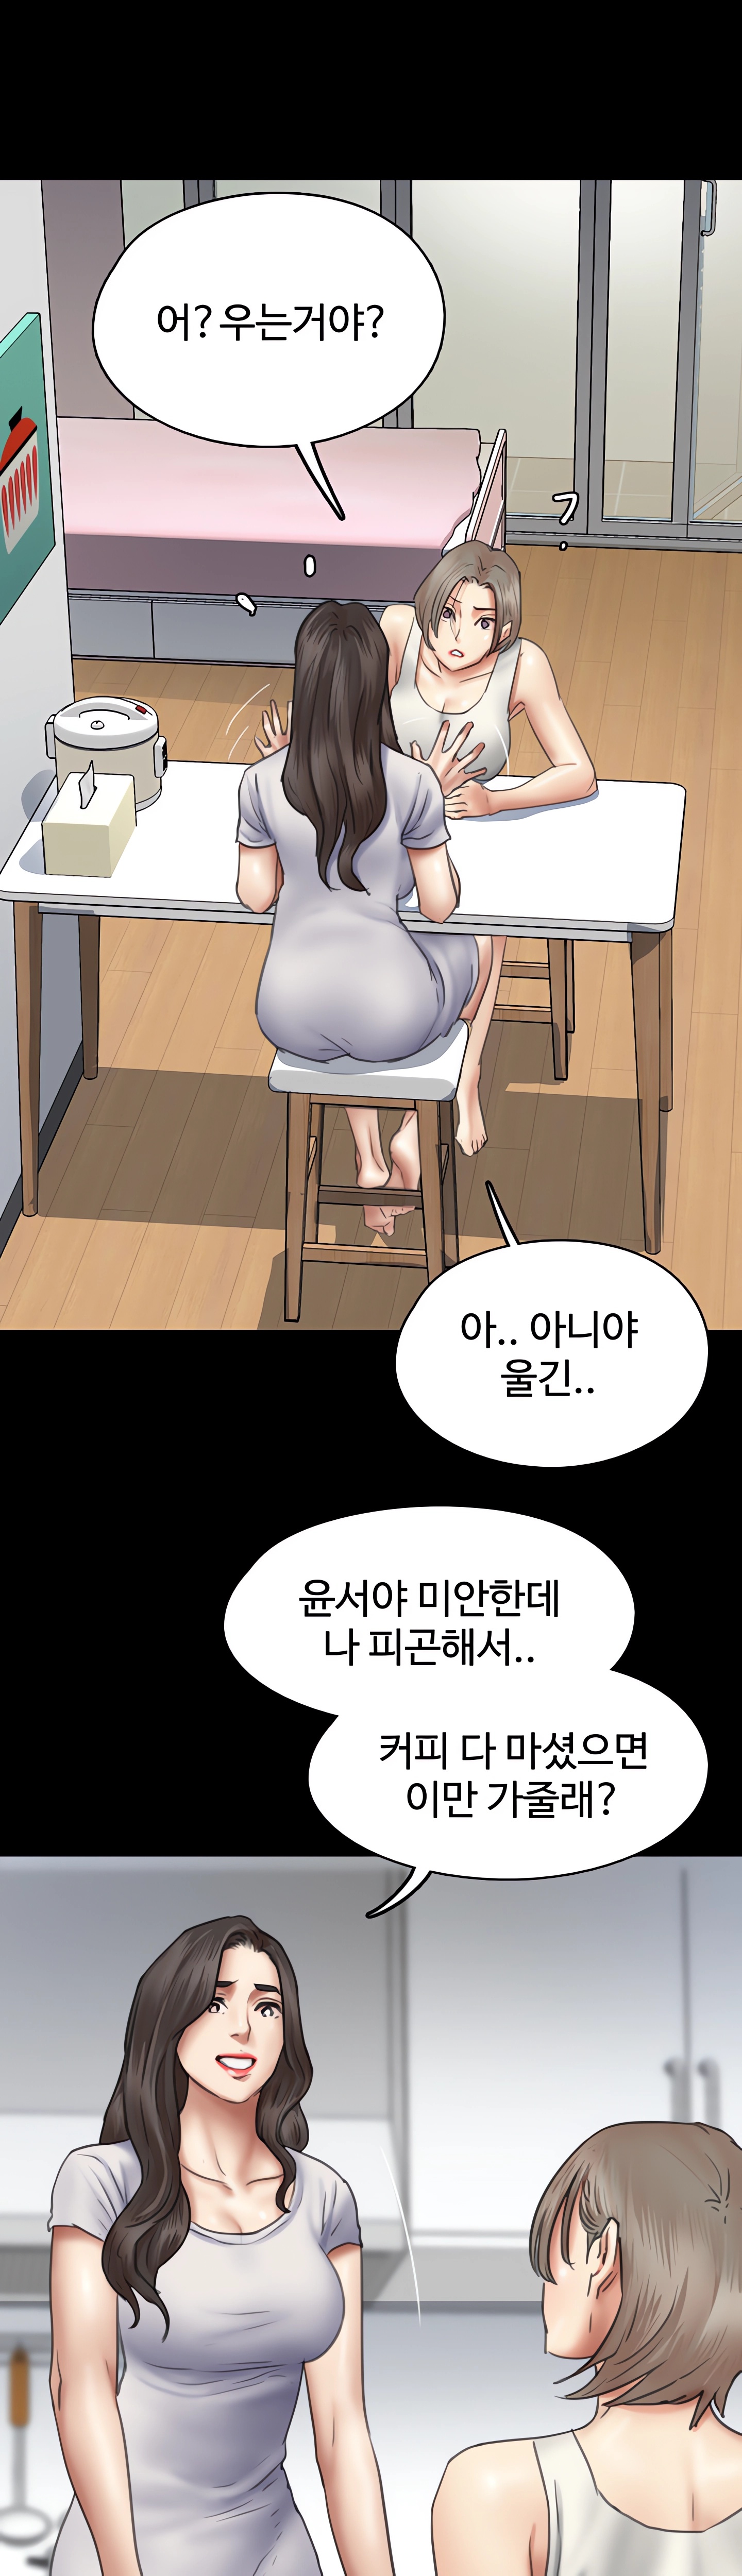 어? 우는거야?
?
아.. 아니야
울긴..
윤서야 미안한데
나 피곤해서..
커피 다 마셨으면
이만 가줄래?